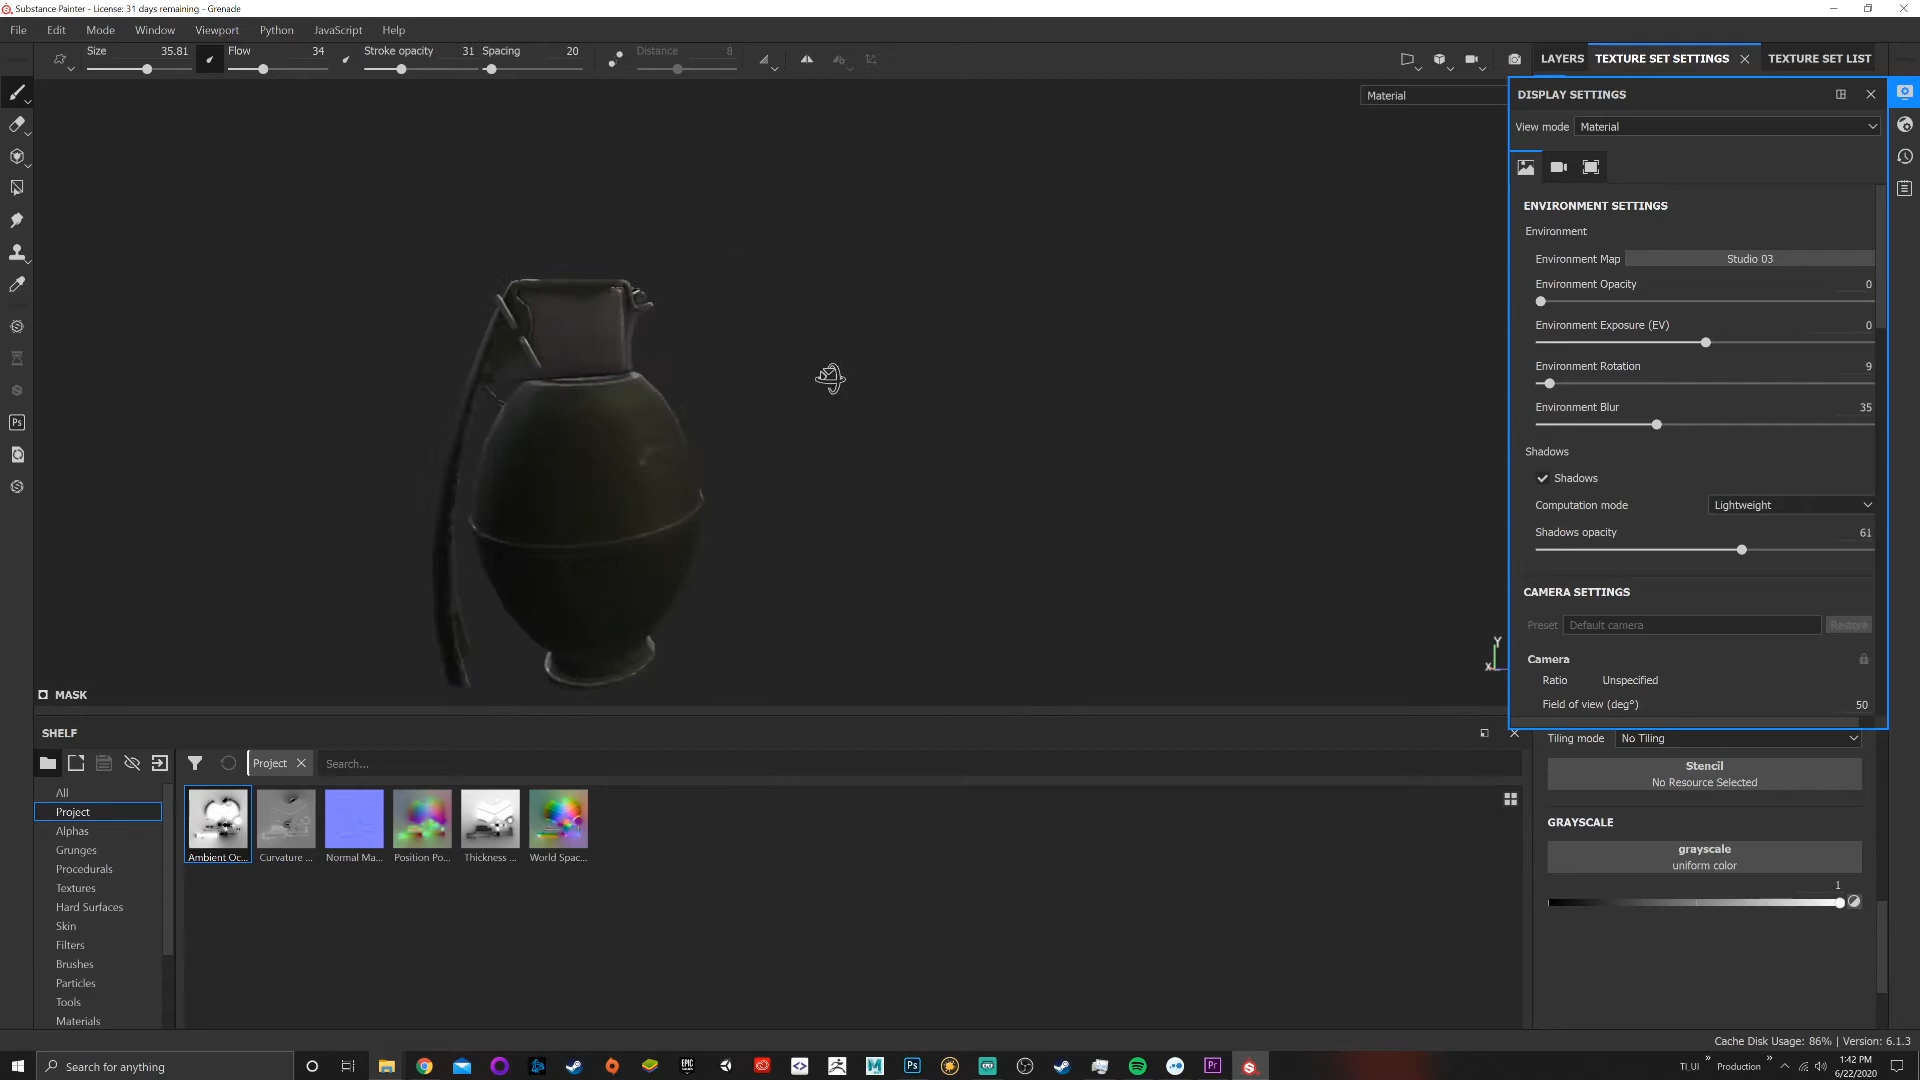 Substance Painter - License: 31 days remaining - Grenade
File Edit Mode Window Viewport Python JavaScript Help
Size 35.81 Flow 34 Stroke opacity 31 Spacing 20 Distance 8
LAYERS TEXTURE SET SETTINGS TEXTURE SET LIST
Material
DISPLAY SETTINGS
View mode Material
ENVIRONMENT SETTINGS
Environment
Environment Map Studio 03
Environment Opacity 0
Environment Exposure (EV) 0
Environment Rotation 9
Environment Blur 35
Shadows
Shadows
Computation mode Lightweight
Shadows opacity 61
CAMERA SETTINGS
Preset Default camera Restore
Camera
Ratio Unspecified
Field of view (deg°) 50
Y
X
MASK
Tiling mode No Tiling
Stencil
No Resource Selected
GRAYSCALE
grayscale
uniform color
1
SHELF
Project Search...
All
Project
Alphas
Grunges
Procedurals
Textures
Hard Surfaces
Skin
Filters
Brushes
Particles
Tools
Materials
Ambient Oc... Curvature ... Normal Ma... Position Po... Thickness ... World Spac...
Cache Disk Usage: 86% | Version: 6.1.3
Search for anything
Ps
EPIC
M
Ps
Pr
TI_UI » Production »
1:42 PM
6/22/2020
Ps